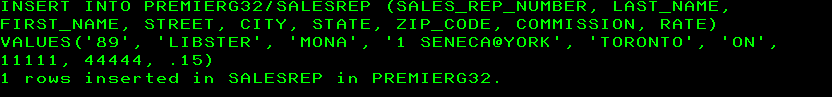 INSERT INTO PREMIERG32/SALESREP (SALES_REP_NUMBER, LAST_NAME,
FIRST_NAME, STREET, CITY, STATE, ZIP_CODE, COMMISSION, RATE)
VALUES('89', 'LIBSTER', 'MONA', '1 SENECA@YORK', 'TORONTO', 'ON',
11111, 44444, .15)
1 rows inserted in SALESREP in PREMIERG32.